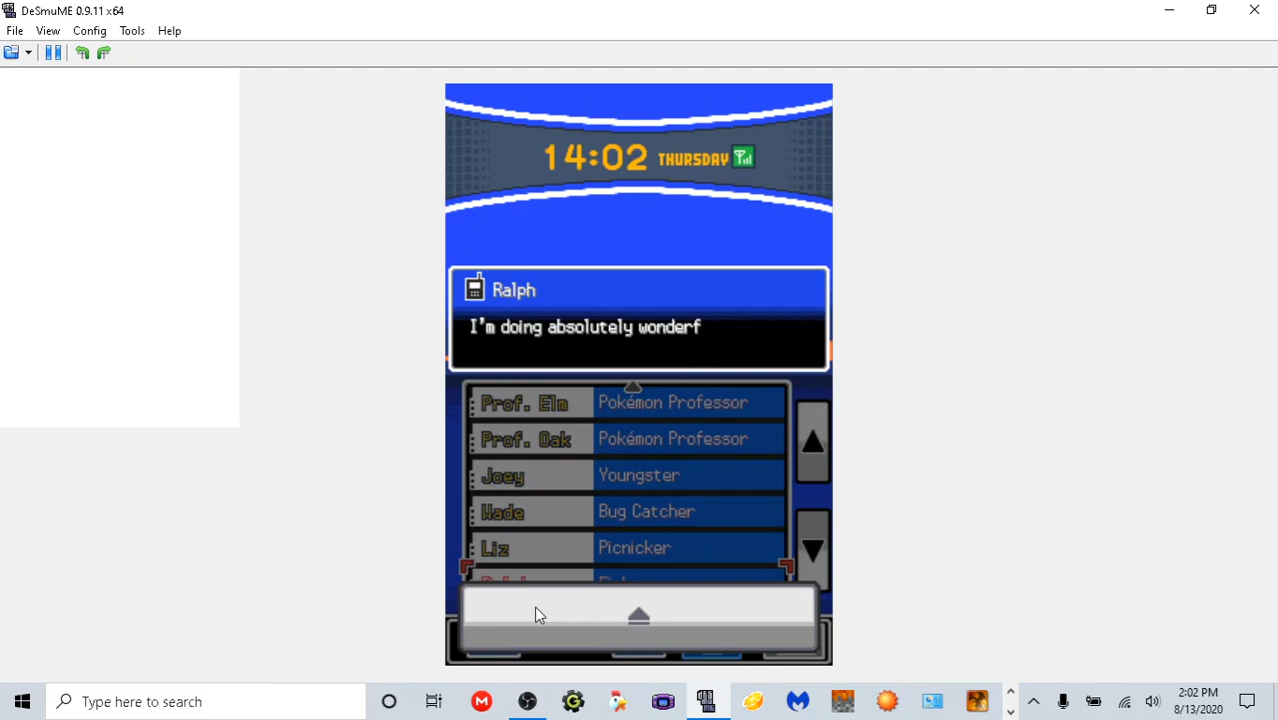 DeSmuME 0.9.11 x64
File View Config Tools Help
14:02 THURSDAY
Ralph
I'm doing absolutely wonderf
Prof. Elm Pokémon Professor
Prof. Oak Pokémon Professor
Joey Youngster
Wade Bug Catcher
Liz Picnicker
Type here to search
2:02 PM
8/13/2020